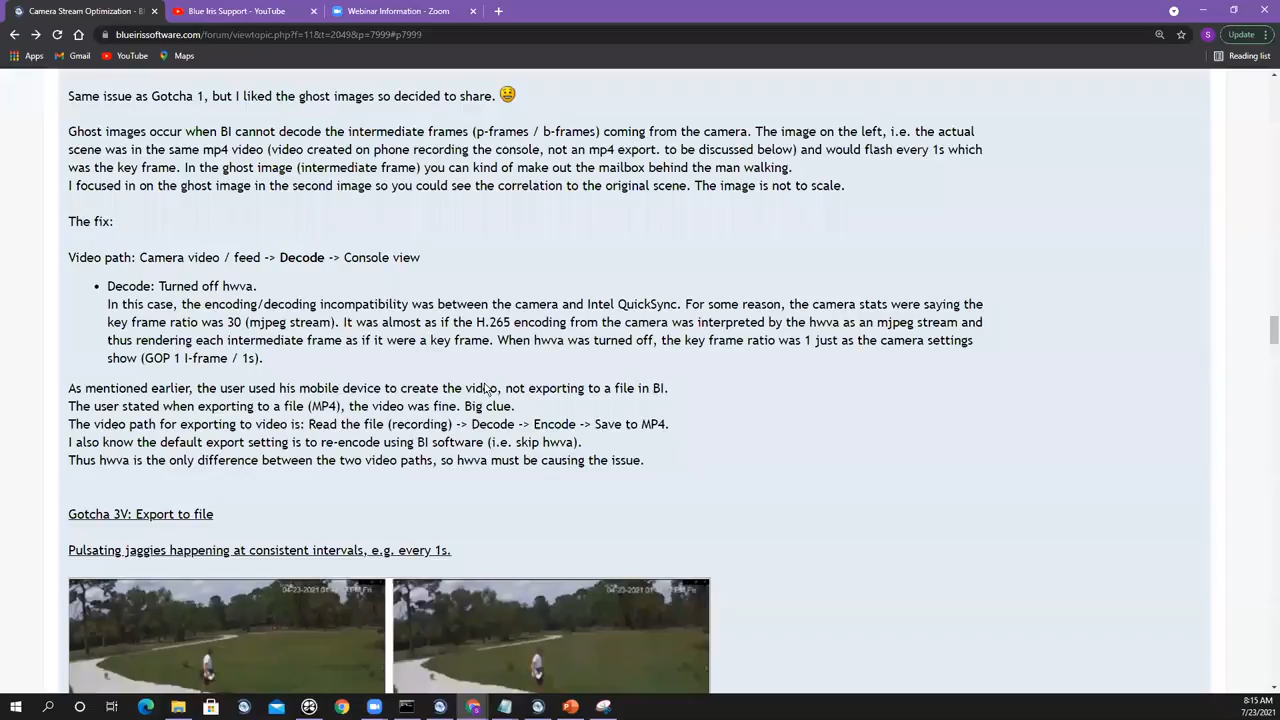 Camera Stream Optimization - Bl
Blue Iris Support - YouTube
Webinar Information - Zoom
blueirissoftware.com/forum/viewtopic.php?f=11&t=2049&p=7999#p7999
S
Update
Apps
Gmail
YouTube
Maps
Reading list
Same issue as Gotcha 1, but I liked the ghost images so decided to share.
Ghost images occur when BI cannot decode the intermediate frames (p-frames / b-frames) coming from the camera. The image on the left, i.e. the actual
scene was in the same mp4 video (video created on phone recording the console, not an mp4 export. to be discussed below) and would flash every 1s which
was the key frame. In the ghost image (intermediate frame) you can kind of make out the mailbox behind the man walking.
I focused in on the ghost image in the second image so you could see the correlation to the original scene. The image is not to scale.
The fix:
Video path: Camera video / feed -> Decode -> Console view
• Decode: Turned off hwva.
In this case, the encoding/decoding incompatibility was between the camera and Intel QuickSync. For some reason, the camera stats were saying the
key frame ratio was 30 (mjpeg stream). It was almost as if the H.265 encoding from the camera was interpreted by the hwva as an mjpeg stream and
thus rendering each intermediate frame as if it were a key frame. When hwva was turned off, the key frame ratio was 1 just as the camera settings
show (GOP 1 I-frame / 1s).
As mentioned earlier, the user used his mobile device to create the video, not exporting to a file in BI.
The user stated when exporting to a file (MP4), the video was fine. Big clue.
The video path for exporting to video is: Read the file (recording) -> Decode -> Encode -> Save to MP4.
I also know the default export setting is to re-encode using BI software (i.e. skip hwva).
Thus hwva is the only difference between the two video paths, so hwva must be causing the issue.
Gotcha 3V: Export to file
Pulsating jaggies happening at consistent intervals, e.g. every 1s.
8:15 AM
7/23/2021